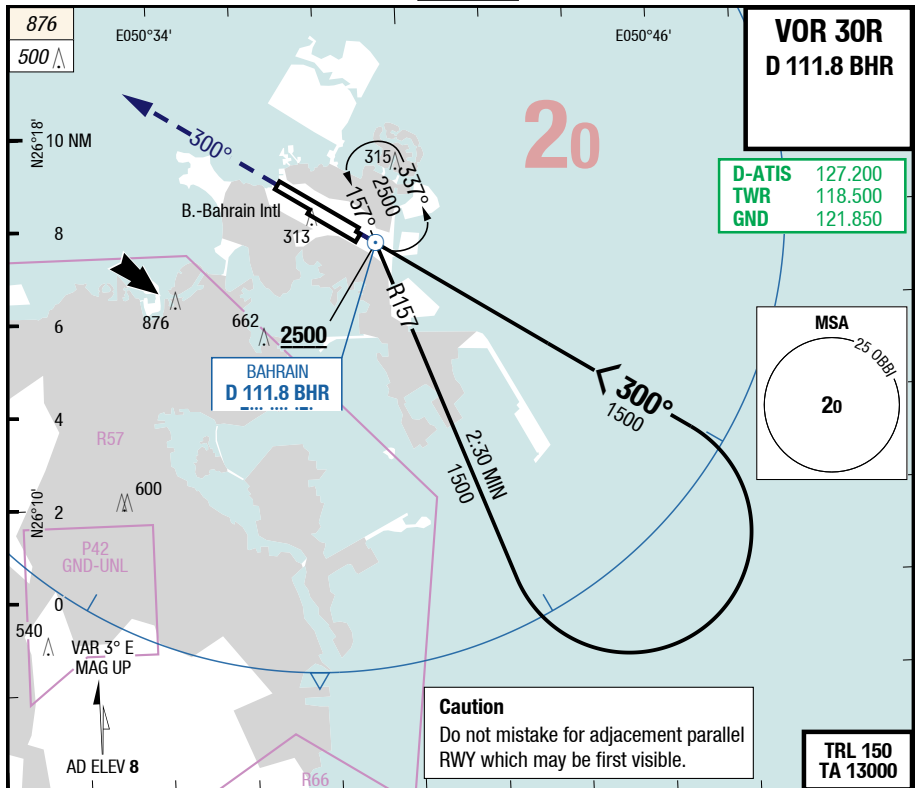 876
500
E050°34'
E050°46'
VOR 30R
D 111.8 BHR
20
N26°18'
10 NM
300°
315
337°
2500
157°
D-ATIS 127.200
TWR 118.500
GND 121.850
B.-Bahrain Intl
313
8
876
662
2500
R157
6
BAHRAIN
D 111.8 BHR
MSA
25 OBBI
20
300°
1500
4
R57
2:30 MIN
1500
600
N26°10'
2
P42
GND-UNL
0
540
VAR 3° E
MAG UP
AD ELEV 8
R66
Caution
Do not mistake for adjacement parallel
RWY which may be first visible.
TRL 150
TA 13000